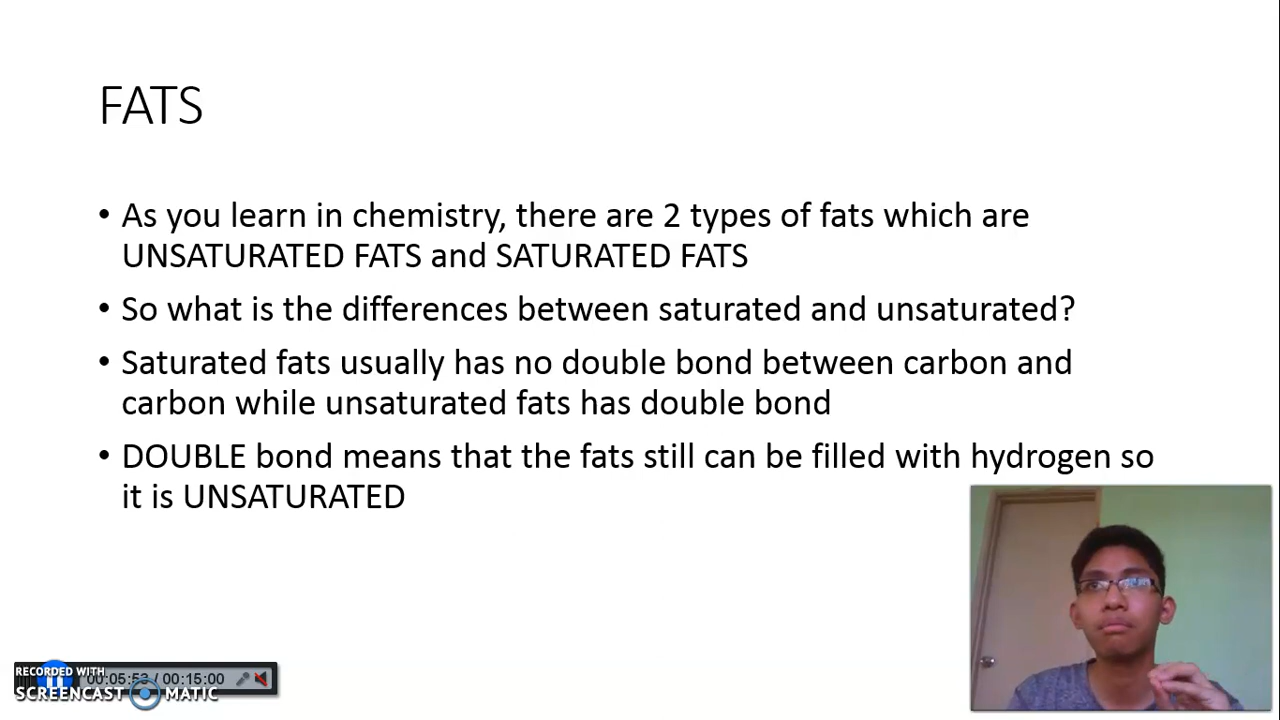 FATS
• As you learn in chemistry, there are 2 types of fats which are
UNSATURATED FATS and SATURATED FATS
• So what is the differences between saturated and unsaturated?
• Saturated fats usually has no double bond between carbon and
carbon while unsaturated fats has double bond
• DOUBLE bond means that the fats still can be filled with hydrogen so
it is UNSATURATED
RECORDED WITH
00:05:53 / 00:15:00
SCREENCAST MATIC